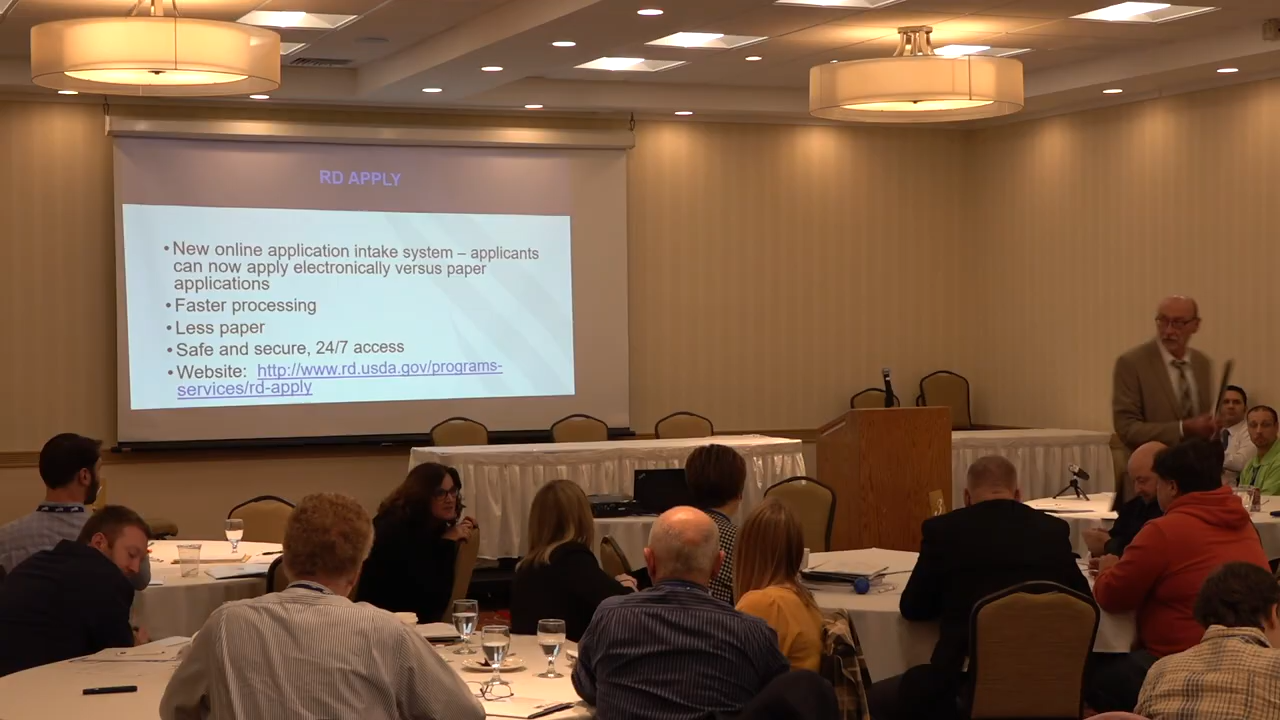 RD APPLY
•New online application intake system – applicants
can now apply electronically versus paper
applications
•Faster processing
•Less paper
•Safe and secure, 24/7 access
•Website: http://www.rd.usda.gov/programs-
services/rd-apply